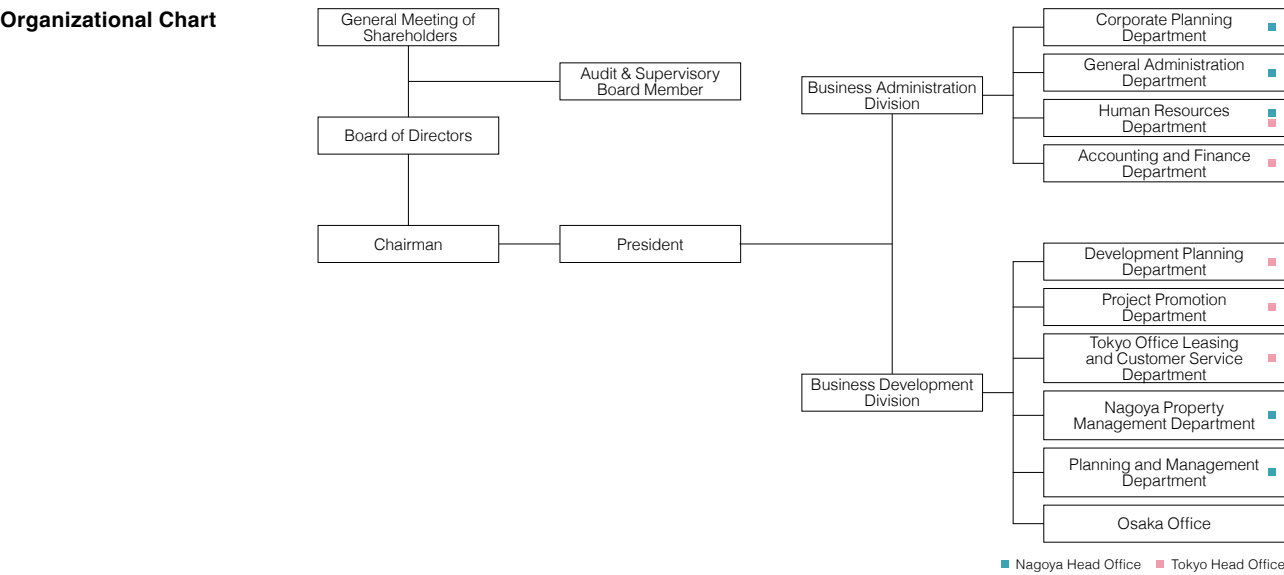 Organizational Chart
General Meeting of
Shareholders
Audit & Supervisory
Board Member
Board of Directors
Chairman
President
Business Administration
Division
Corporate Planning
Department
General Administration
Department
Human Resources
Department
Accounting and Finance
Department
Business Development
Division
Development Planning
Department
Project Promotion
Department
Tokyo Office Leasing
and Customer Service
Department
Nagoya Property
Management Department
Planning and Management
Department
Osaka Office
Nagoya Head Office
Tokyo Head Office